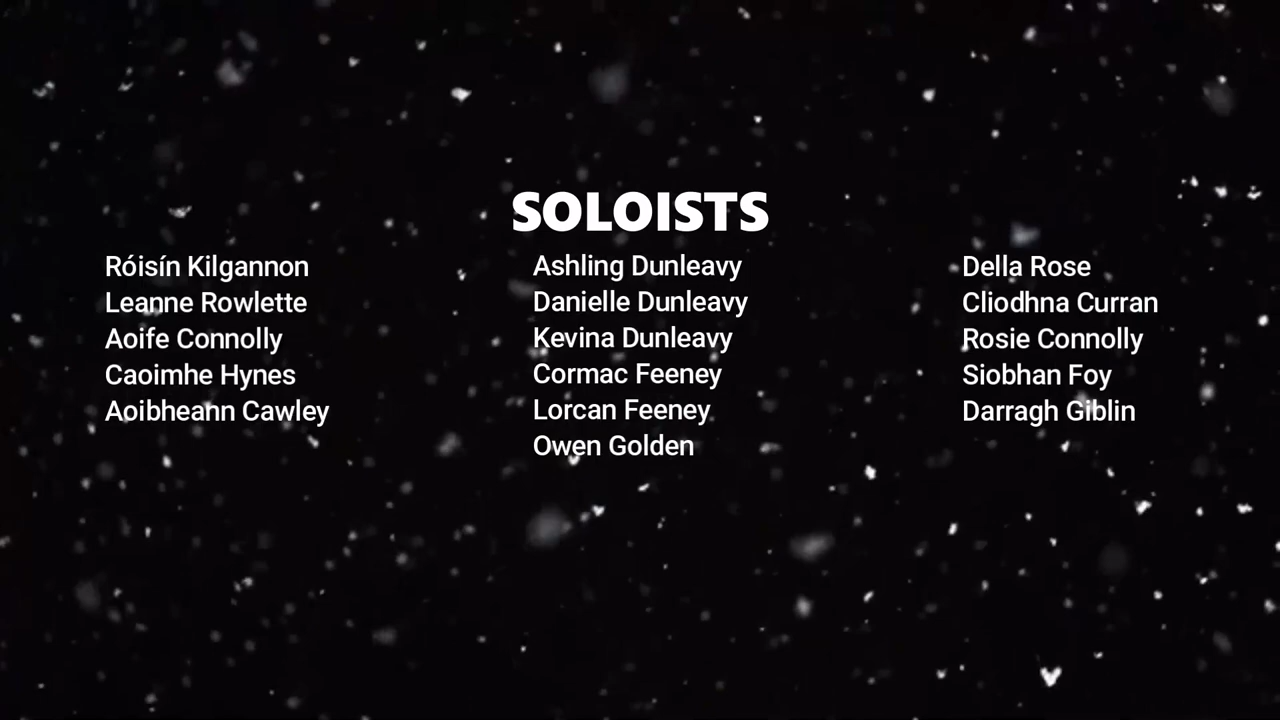 SOLOISTS
Róisín Kilgannon
Leanne Rowlette
Aoife Connolly
Caoimhe Hynes
Aoibheann Cawley
Ashling Dunleavy
Danielle Dunleavy
Kevina Dunleavy
Cormac Feeney
Lorcan Feeney
Owen Golden
Della Rose
Cliodhna Curran
Rosie Connolly
Siobhan Foy
Darragh Giblin